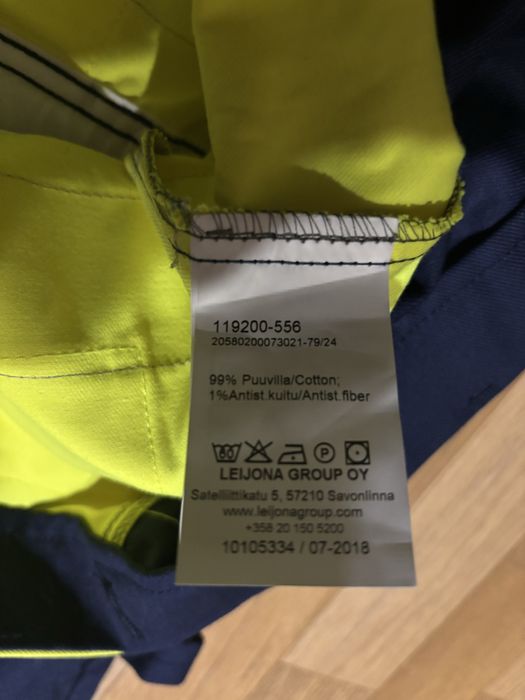 119200-556
20580200073021-79/24
99% Puuvilla/Cotton;
1%Antist.kuitu/Antist.fiber
P
LEIJONA GROUP OY
Satelliittikatu 5, 57210 Savonlinna
www.leijonagroup.com
+358 20 150 5200
10105334 / 07-2018